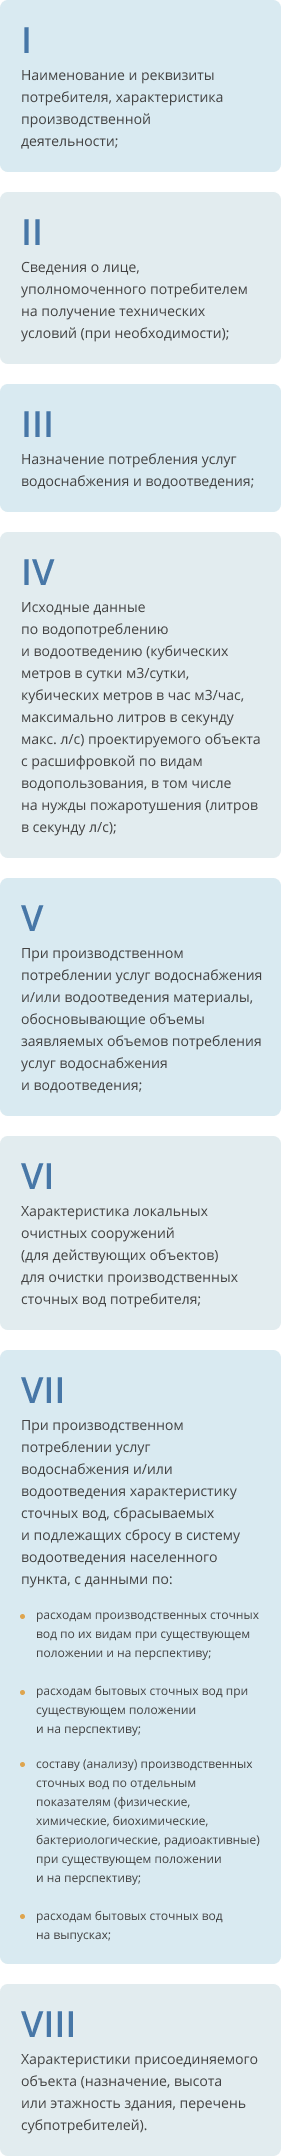 I
Наименование и реквизиты
потребителя, характеристика
производственной
деятельности;
II
Сведения о лице,
уполномоченного потребителем
на получение технических
условий (при необходимости);
III
Назначение потребления услуг
водоснабжения и водоотведения;
IV
Исходные данные
по водопотреблению
и водоотведению (кубических
метров в сутки м3/сутки,
кубических метров в час м3/час,
максимально литров в секунду
макс. л/с) проектируемого объекта
с расшифровкой по видам
водопользования, в том числе
на нужды пожаротушения (литров
в секунду л/с);
V
При производственном
потреблении услуг водоснабжения
и/или водоотведения материалы,
обосновывающие объемы
заявляемых объемов потребления
услуг водоснабжения
и водоотведения;
VI
Характеристика локальных
очистных сооружений
(для действующих объектов)
для очистки производственных
сточных вод потребителя;
VII
При производственном
потреблении услуг
водоснабжения и/или
водоотведения характеристику
сточных вод, сбрасываемых
и подлежащих сбросу в систему
водоотведения населенного
пункта, с данными по:
расходам производственных сточных
вод по их видам при существующем
положении и на перспективу;
расходам бытовых сточных вод при
существующем положении
и на перспективу;
составу (анализу) производственных
сточных вод по отдельным
показателям (физические,
химические, биохимические,
бактериологические, радиоактивные)
при существующем положении
и на перспективу;
расходам бытовых сточных вод
на выпусках;
VIII
Характеристики присоединяемого
объекта (назначение, высота
или этажность здания, перечень
субпотребителей).